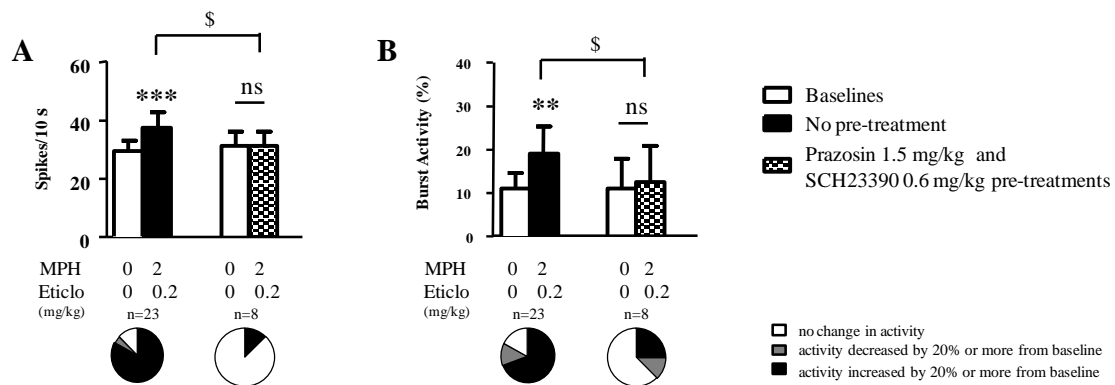 $
A
60
40
20
0
Spikes/10 s
***
ns
MPH 0 2 0 2
Eticlo 0 0.2 0 0.2
(mg/kg)
n=23 n=8
$
B
40
30
20
10
0
Burst Activity (%)
**
ns
MPH 0 2 0 2
Eticlo 0 0.2 0 0.2
(mg/kg)
n=23 n=8
Baselines
No pre-treatment
Prazosin 1.5 mg/kg and
SCH23390 0.6 mg/kg pre-treatments
no change in activity
activity decreased by 20% or more from baseline
activity increased by 20% or more from baseline